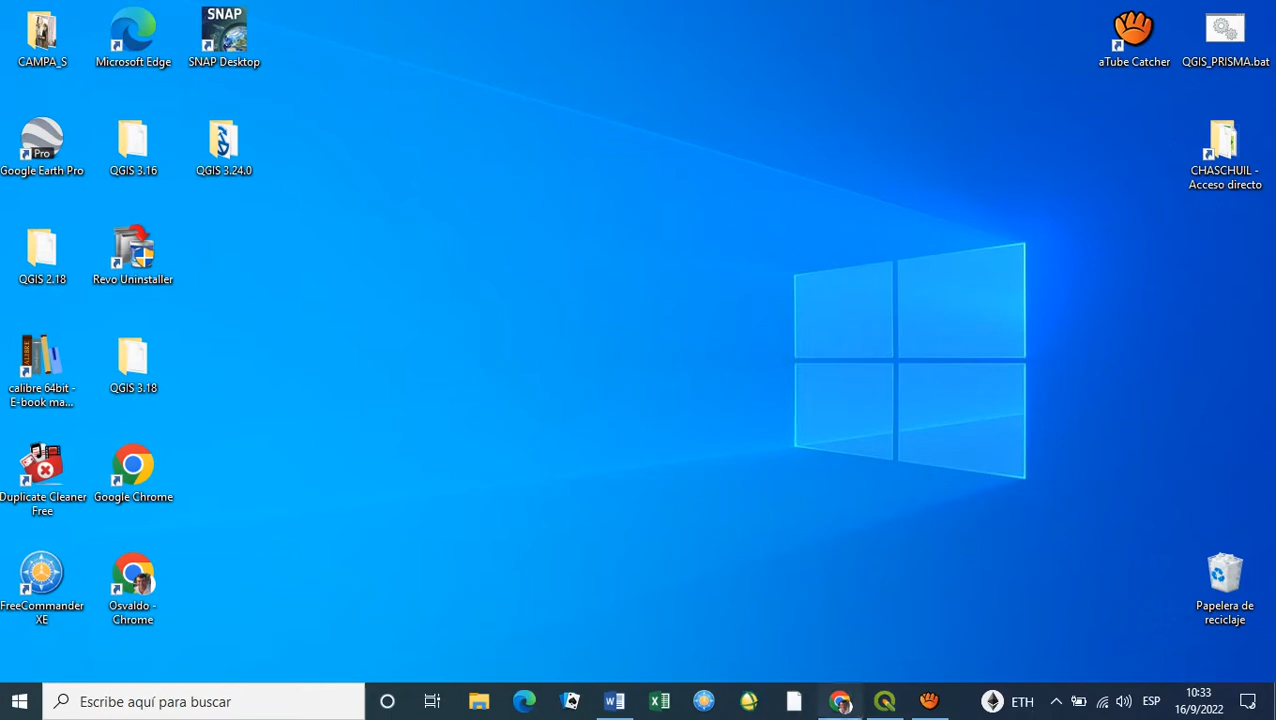 CAMPA_S
Microsoft Edge
SNAP
SNAP Desktop
aTube Catcher
QGIS_PRISMA.bat
Pro
Google Earth Pro
QGIS 3.16
QGIS 3.24.0
CHASCHUIL -
Acceso directo
QGIS 2.18
Revo Uninstaller
calibre 64bit -
E-book ma...
QGIS 3.18
Duplicate Cleaner
Free
Google Chrome
FreeCommander
XE
Osvaldo -
Chrome
Papelera de
reciclaje
Escribe aquí para buscar
ETH
ESP
10:33
16/9/2022